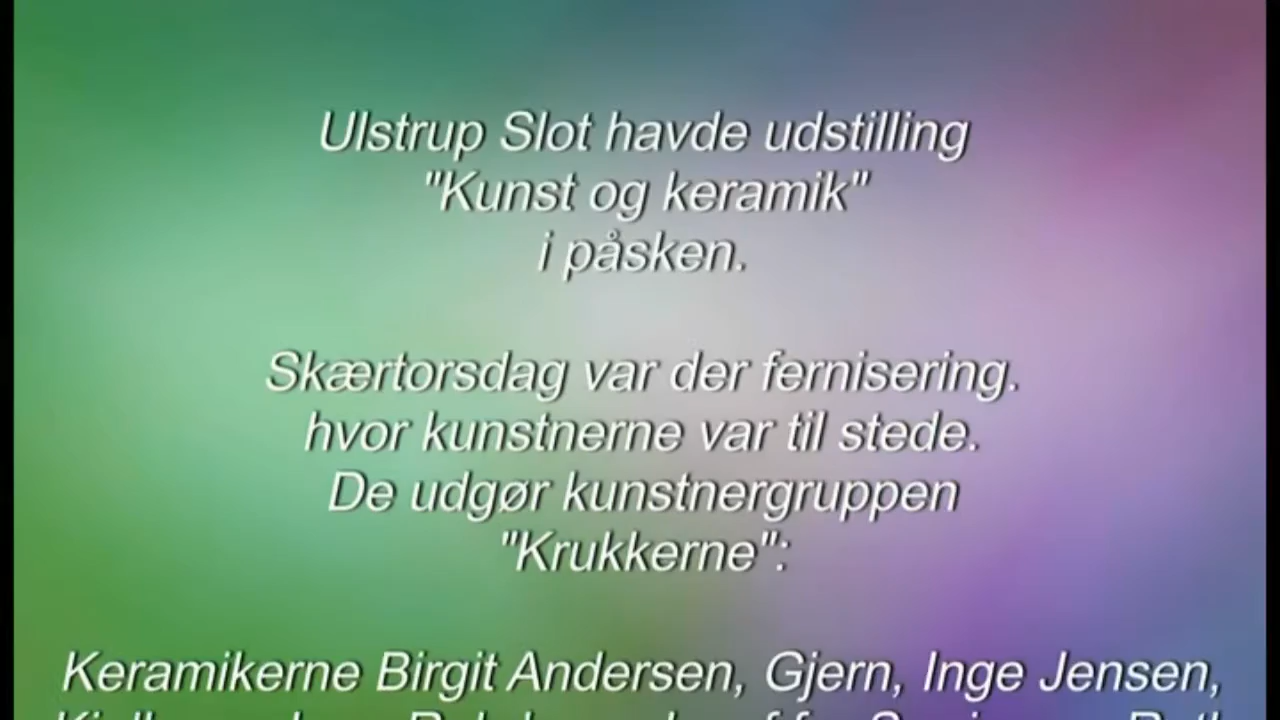 Ulstrup Slot havde udstilling
"Kunst og keramik"
i påsken.
Skærtorsdag var der fernisering.
hvor kunstnerne var til stede.
De udgør kunstnergruppen
"Krukkerne":
Keramikerne Birgit Andersen, Gjern, Inge Jensen,